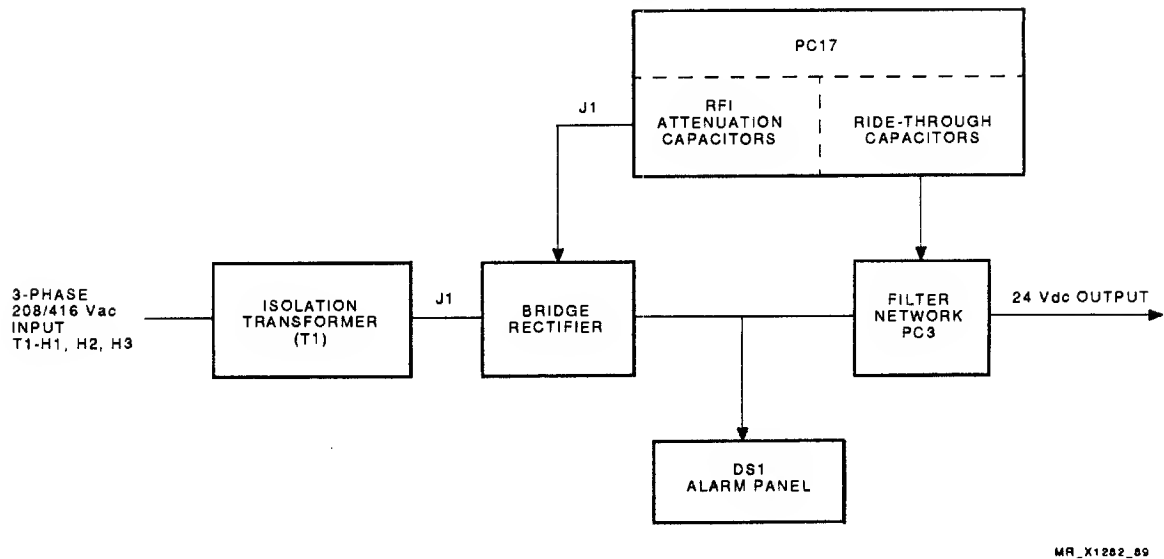 PC17
J1
RFI
ATTENUATION
CAPACITORS
RIDE-THROUGH
CAPACITORS
3-PHASE
208/416 Vac
INPUT
T1-H1, H2, H3
ISOLATION
TRANSFORMER
(T1)
J1
BRIDGE
RECTIFIER
FILTER
NETWORK
PC3
24 Vdc OUTPUT
DS1
ALARM PANEL
MR_X1282_89